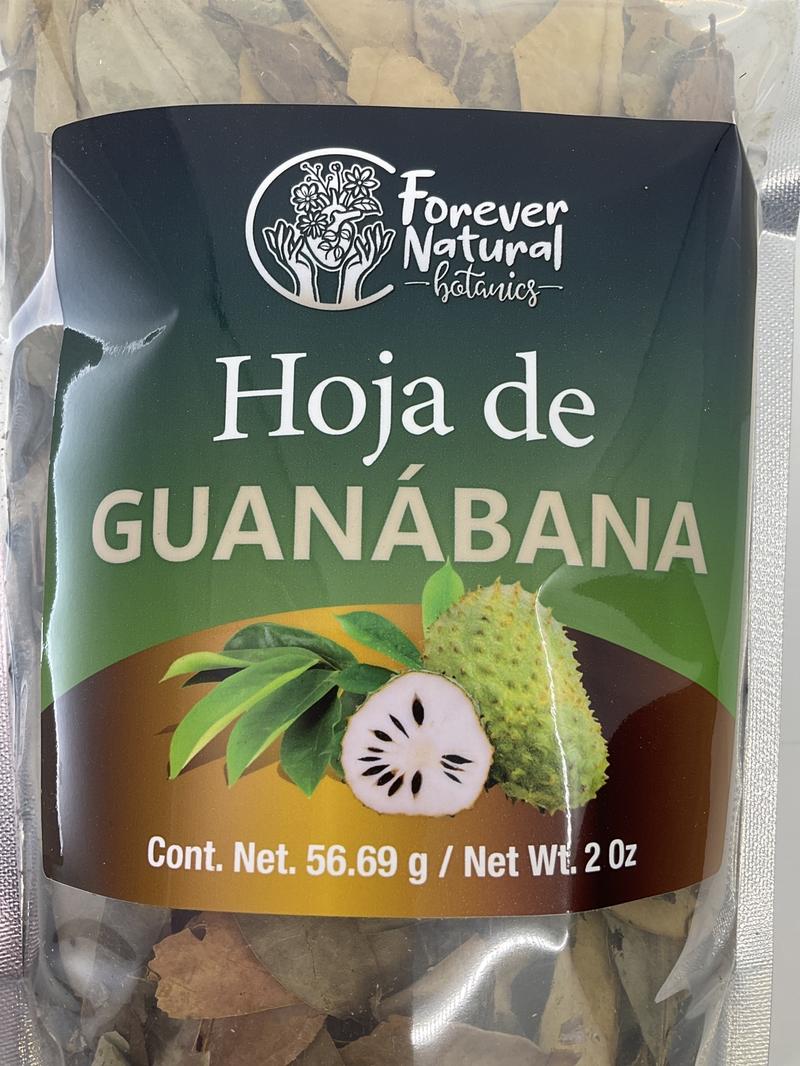 Forever
Natural
botanics
Hoja de
GUANÁBANA
Cont. Net. 56.69 g / Net Wt. 2 Oz